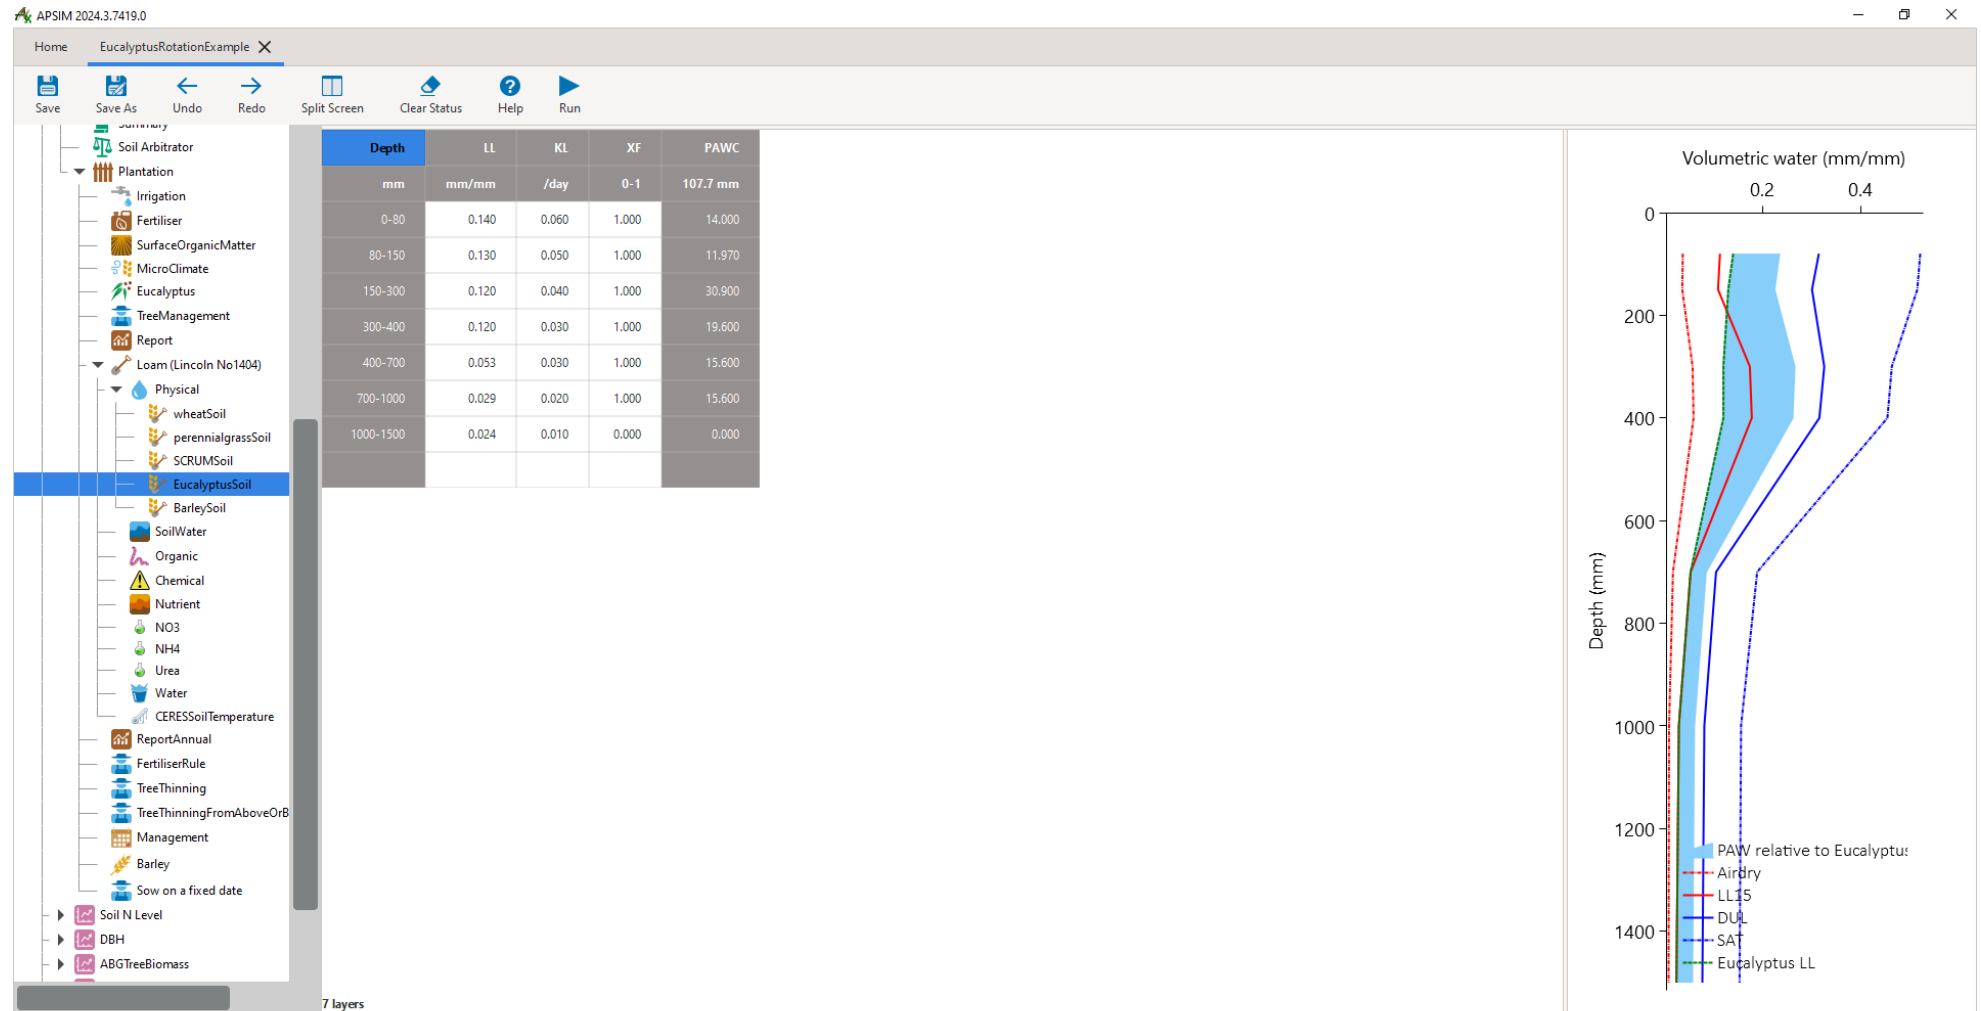 APSIM 2024.3.7419.0
Home EucalyptusRotationExample
Save Save As Undo Redo Split Screen Clear Status Help Run
Summary
Soil Arbitrator
Plantation
Irrigation
Fertiliser
SurfaceOrganicMatter
MicroClimate
Eucalyptus
TreeManagement
Report
Loam (Lincoln No1404)
Physical
wheatSoil
perennialgrassSoil
SCRUMSoil
EucalyptusSoil
BarleySoil
SoilWater
Organic
Chemical
Nutrient
NO3
NH4
Urea
Water
CERESSoilTemperature
ReportAnnual
FertiliserRule
TreeThinning
TreeThinningFromAboveOrB
Management
Barley
Sow on a fixed date
Soil N Level
DBH
ABGTreeBiomass
Depth LL KL XF PAWC
mm mm/mm /day 0-1 107.7 mm
0-80 0.140 0.060 1.000 14.000
80-150 0.130 0.050 1.000 11.970
150-300 0.120 0.040 1.000 30.900
300-400 0.120 0.030 1.000 19.600
400-700 0.053 0.030 1.000 15.600
700-1000 0.029 0.020 1.000 15.600
1000-1500 0.024 0.010 0.000 0.000
7 layers
Volumetric water (mm/mm)
0.2 0.4
0
200
400
600
800
1000
1200
1400
Depth (mm)
PAW relative to Eucalyptus
Airdry
LL15
DUL
SAT
Eucalyptus LL